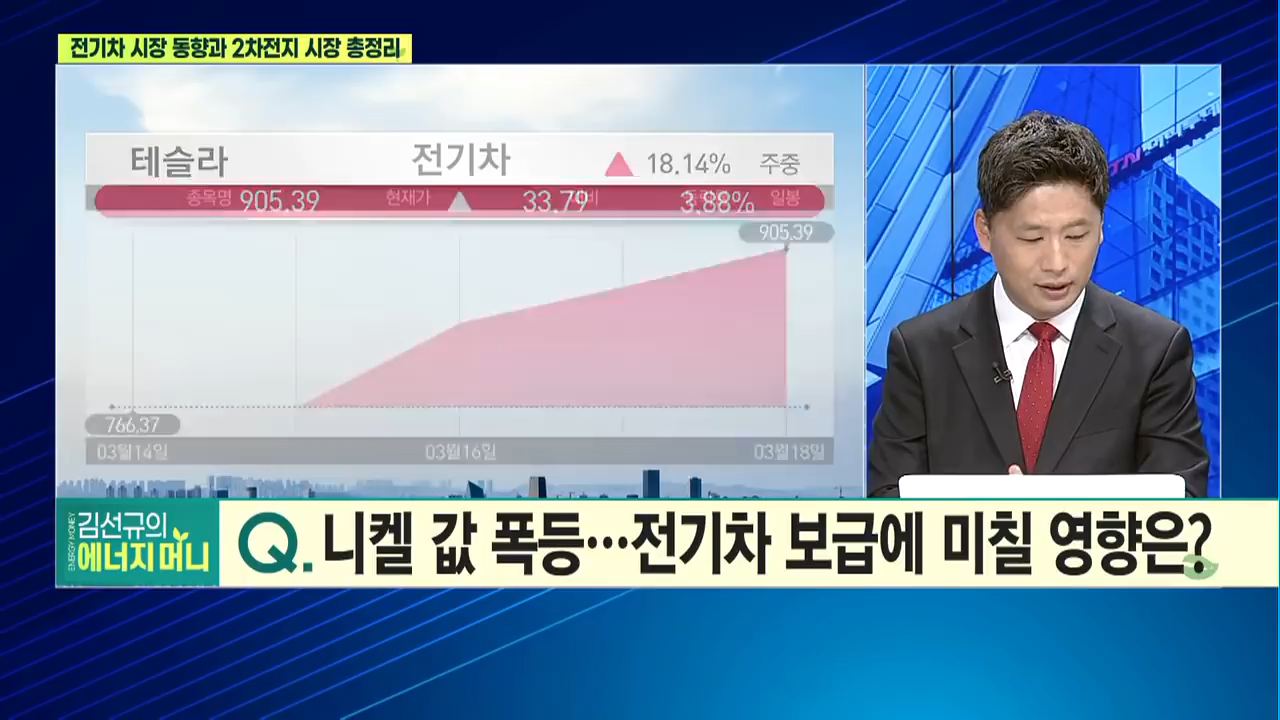 전기차 시장 동향과 2차전지 시장 총정리
테슬라 전기차 ▲ 18.14% 주중
종목명 905.39 현재가 ▲ 33.79 3.88% 일봉
905.39
766.37
03월14일 03월16일 03월18일
ENERGY MONEY
김선규의
에너지 머니
Q. 니켈 값 폭등…전기차 보급에 미칠 영향은?